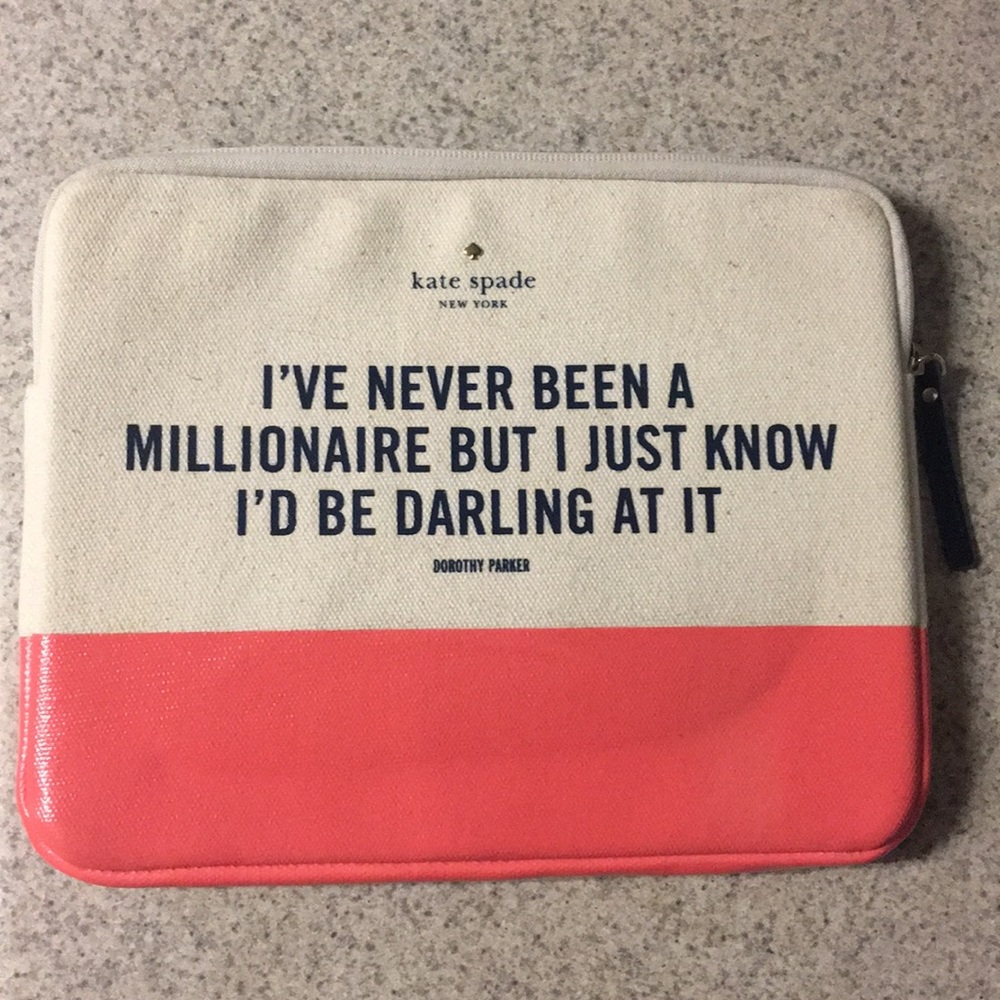 kate spade
NEW YORK
I'VE NEVER BEEN A
MILLIONAIRE BUT I JUST KNOW
I'D BE DARLING AT IT
DOROTHY PARKER